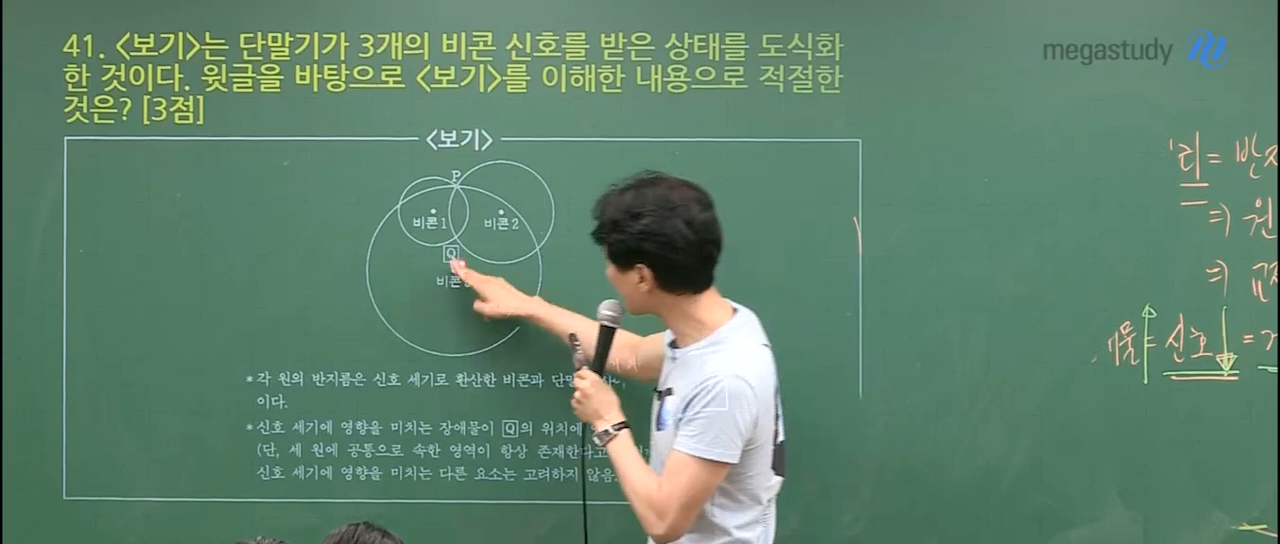 41. <보기>는 단말기가 3개의 비콘 신호를 받은 상태를 도식화
한 것이다. 윗글을 바탕으로 <보기>를 이해한 내용으로 적절한
것은? [3점]
megastudy
<보기>
P
비콘1
비콘2
Q
비콘
*각 원의 반지름은 신호 세기로 환산한 비콘과
이다.
*신호 세기에 영향을 미치는 장애물이 Q의 위치에
(단, 세 원에 공통으로 속한 영역이 항상 존재한다고
신호 세기에 영향을 미치는 다른 요소는 고려하지 않음
=
⇒ 원
⇒
신호 ↓ =